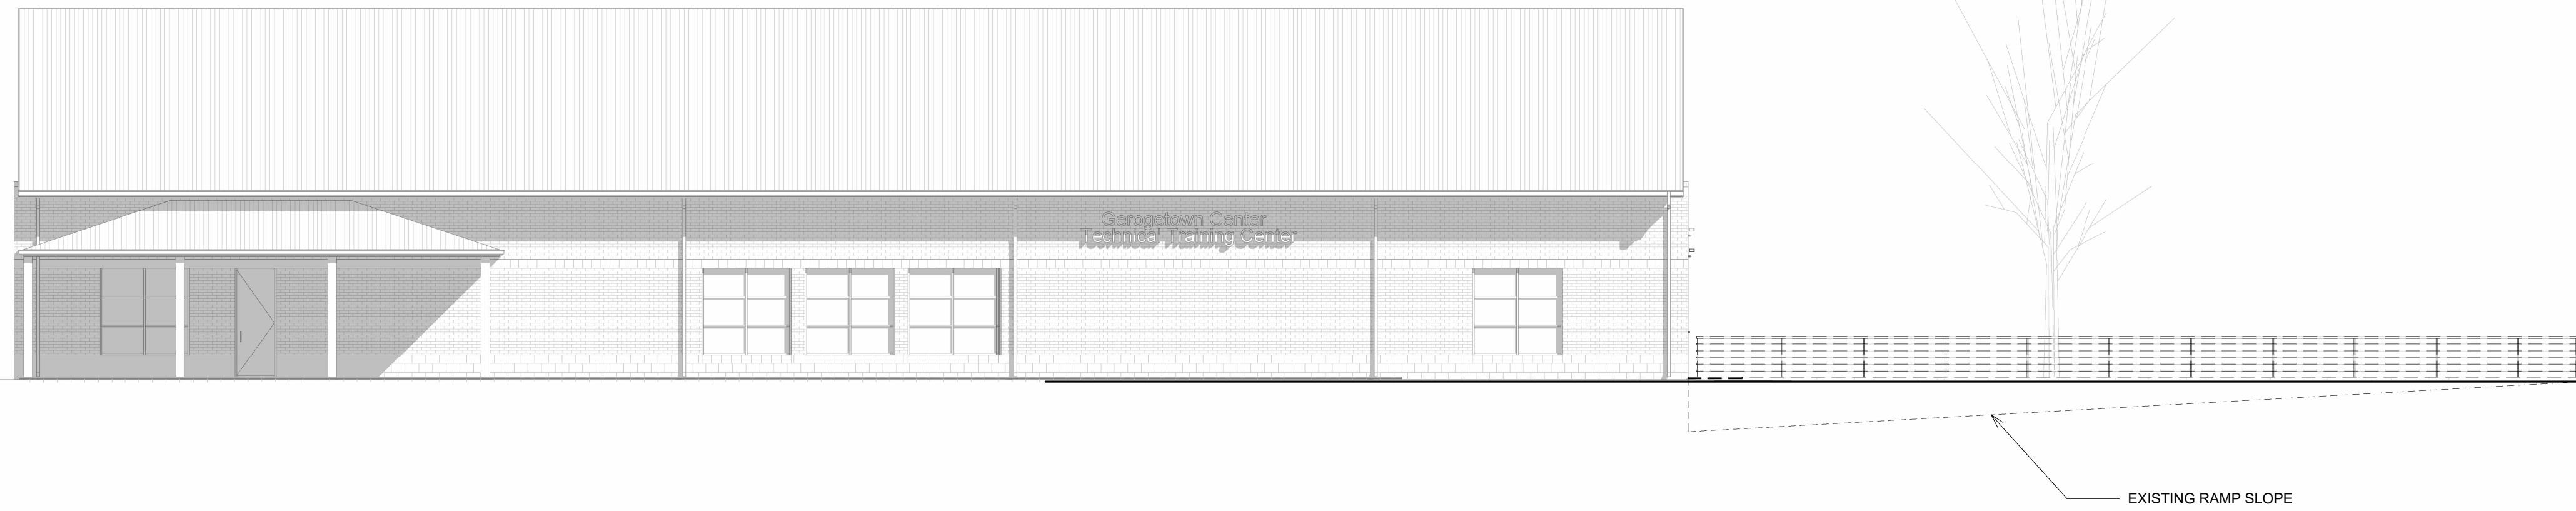 Gerogetown Center
Technical Training Center
EXISTING RAMP SLOPE